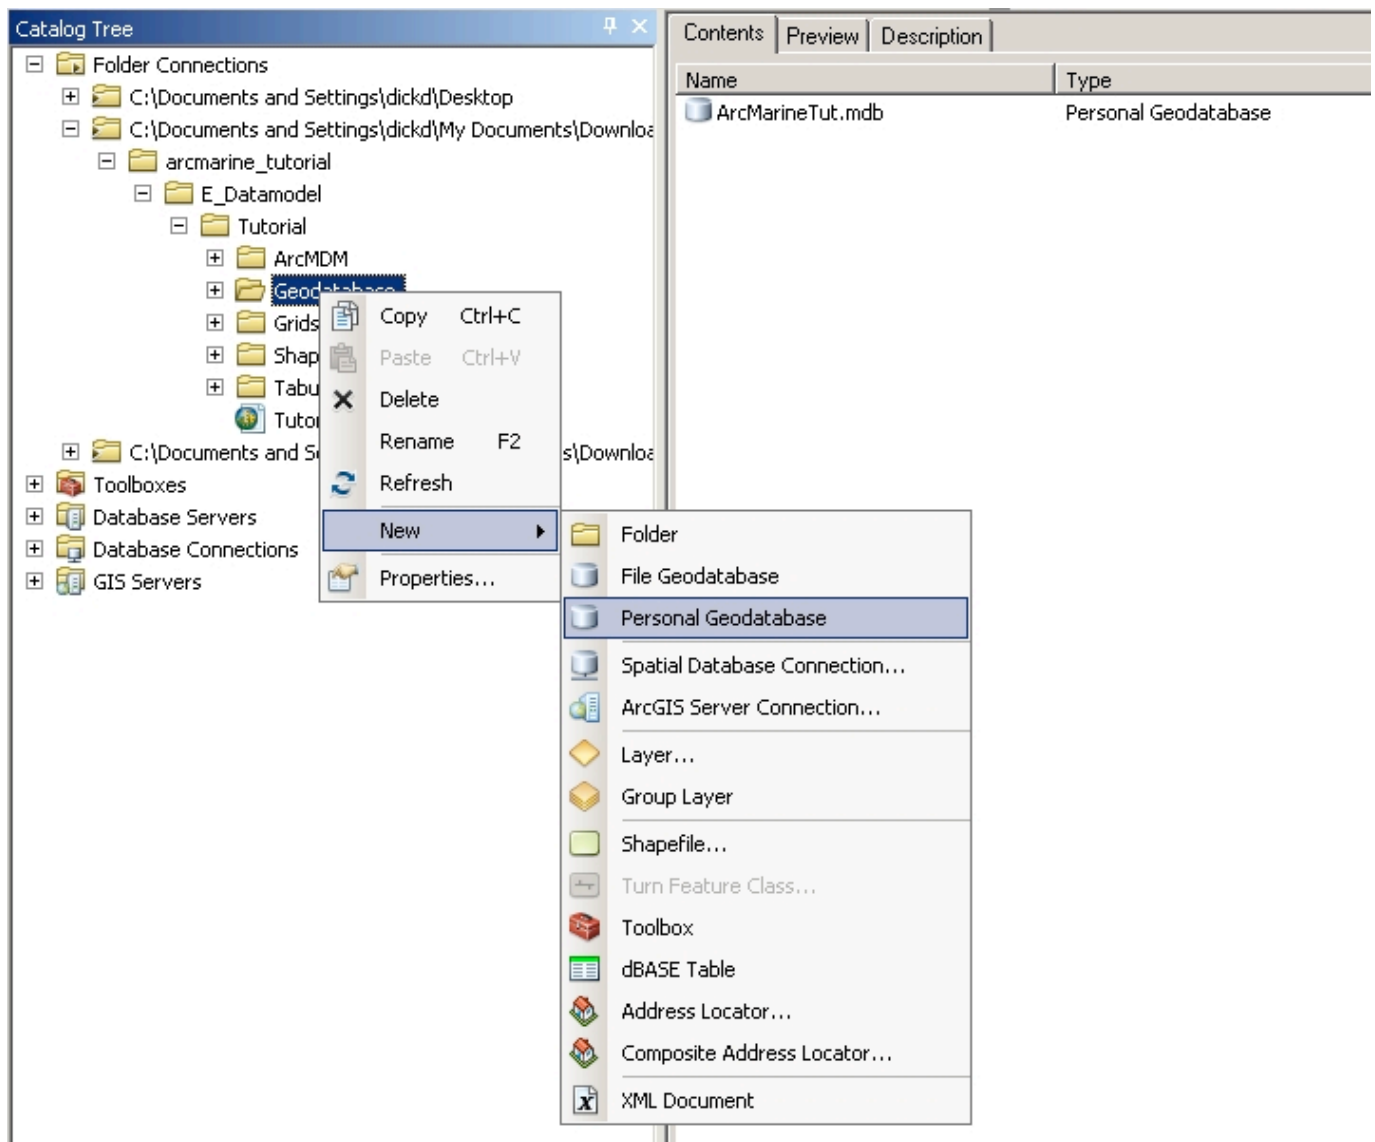 Catalog Tree
Folder Connections
C:\Documents and Settings\dickd\Desktop
C:\Documents and Settings\dickd\My Documents\Downloa
arcmarine_tutorial
E_Datamodel
Tutorial
ArcMDM
Geodatabase
Grids
Shap
Tabu
Tutor
C:\Documents and S s\Downloa
Toolboxes
Database Servers
Database Connections
GIS Servers
Copy Ctrl+C
Paste Ctrl+V
Delete
Rename F2
Refresh
New
Properties...
Folder
File Geodatabase
Personal Geodatabase
Spatial Database Connection...
ArcGIS Server Connection...
Layer...
Group Layer
Shapefile...
Turn Feature Class...
Toolbox
dBASE Table
Address Locator...
Composite Address Locator...
XML Document
Contents Preview Description
Name Type
ArcMarineTut.mdb Personal Geodatabase